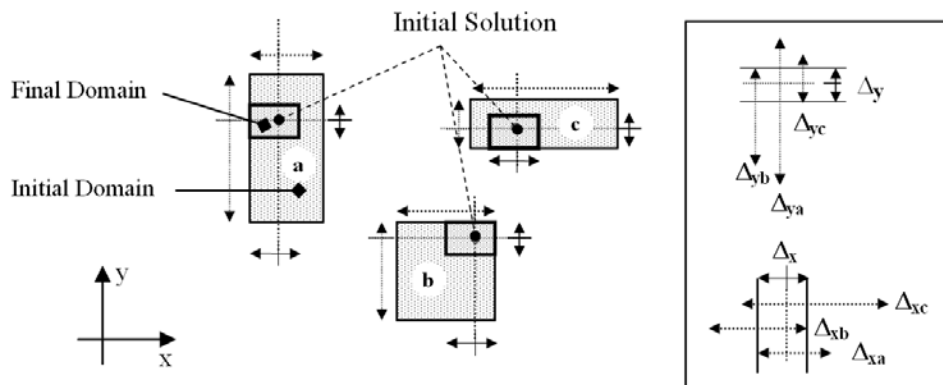 Initial Solution
Final Domain
Initial Domain
a
b
c
y
x
Δy
Δyc
Δyb
Δya
Δx
Δxc
Δxb
Δxa